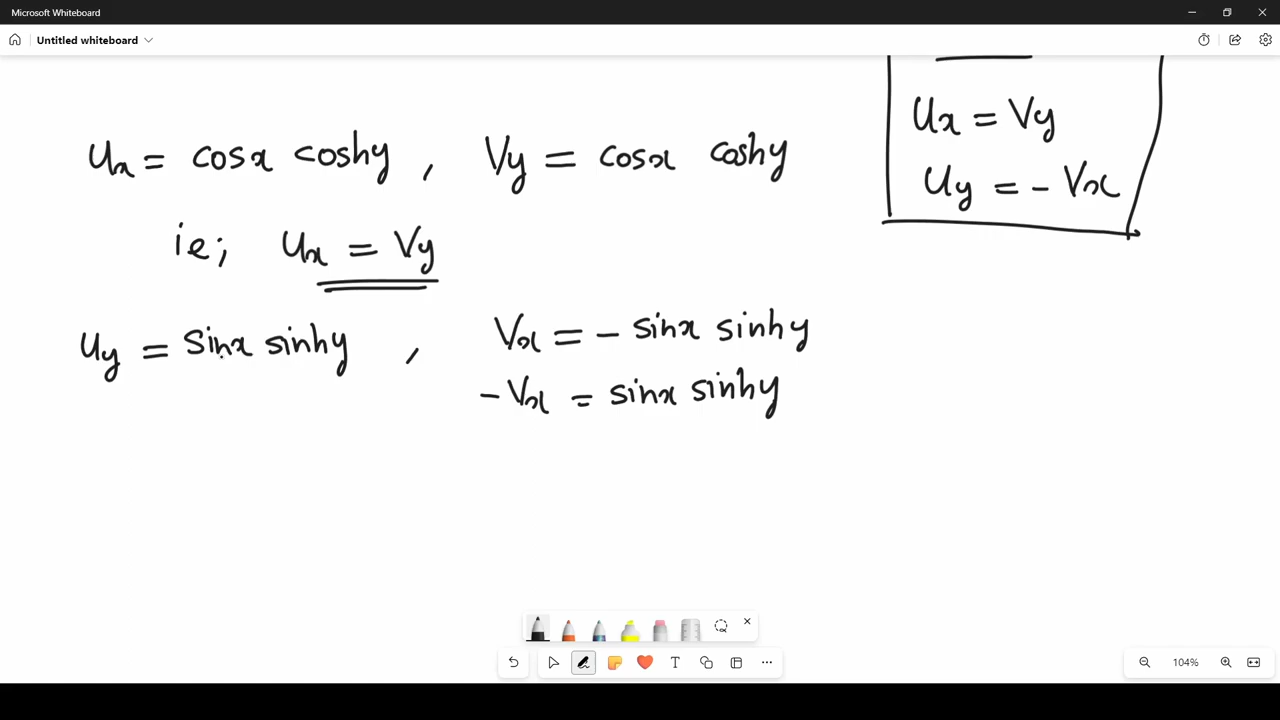 Microsoft Whiteboard
Untitled whiteboard
Ux = Vy
Uy = - Vx
Ux = cosx coshy , Vy = cosx coshy
ie; Ux = Vy
Uy = Sinx sinhy , Vx = - sinx sinhy
- Vx = sinx sinhy
104%